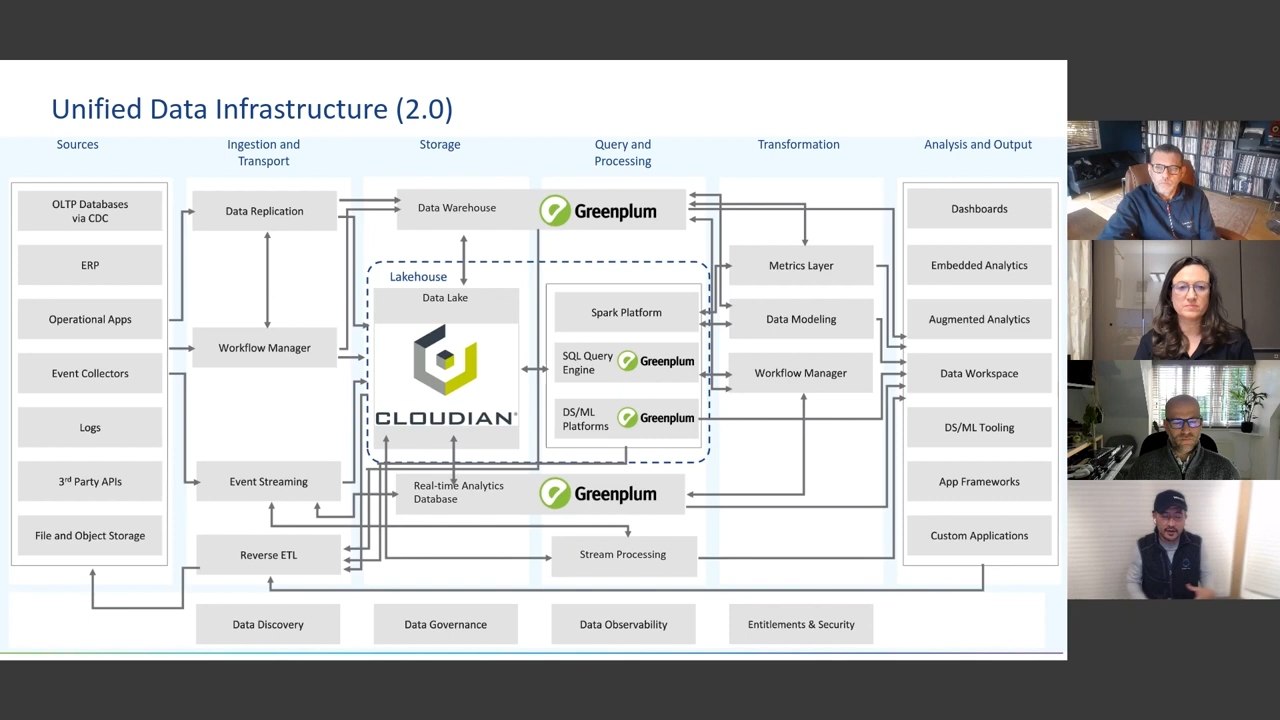 Unified Data Infrastructure (2.0)
Sources
Ingestion and
Transport
Storage
Query and
Processing
Transformation
Analysis and Output
OLTP Databases
via CDC
ERP
Operational Apps
Event Collectors
Logs
3rd Party APIs
File and Object Storage
Data Replication
Workflow Manager
Event Streaming
Reverse ETL
Data Warehouse
Greenplum
Lakehouse
Data Lake
CLOUDIAN®
Spark Platform
SQL Query
Engine
Greenplum
DS/ML
Platforms
Greenplum
Real-time Analytics
Database
Greenplum
Stream Processing
Metrics Layer
Data Modeling
Workflow Manager
Dashboards
Embedded Analytics
Augmented Analytics
Data Workspace
DS/ML Tooling
App Frameworks
Custom Applications
Data Discovery
Data Governance
Data Observability
Entitlements & Security